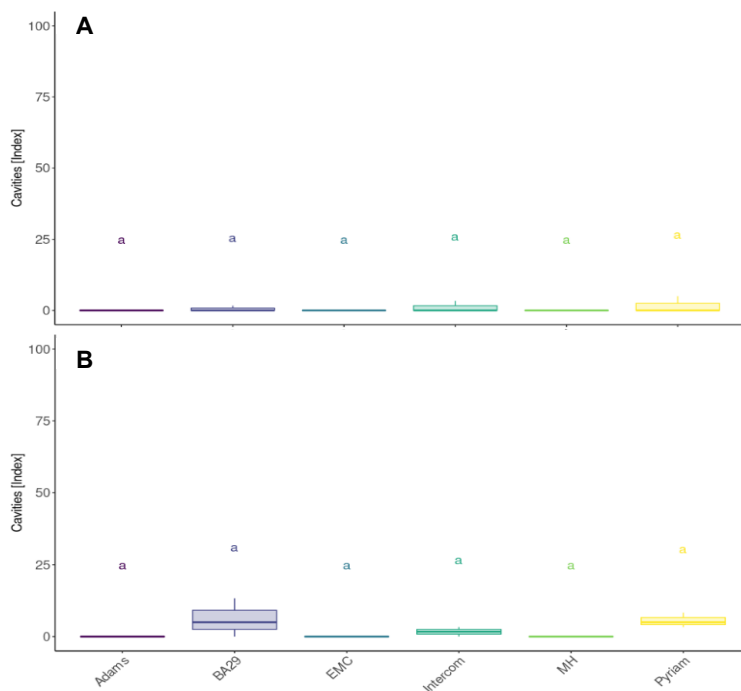 A
100
75
50
25
0
Cavities [Index]
a a a a a a
B
100
75
50
25
0
Cavities [Index]
a a a a a a
Adams BA29 EMC Intercom MH Pyriam